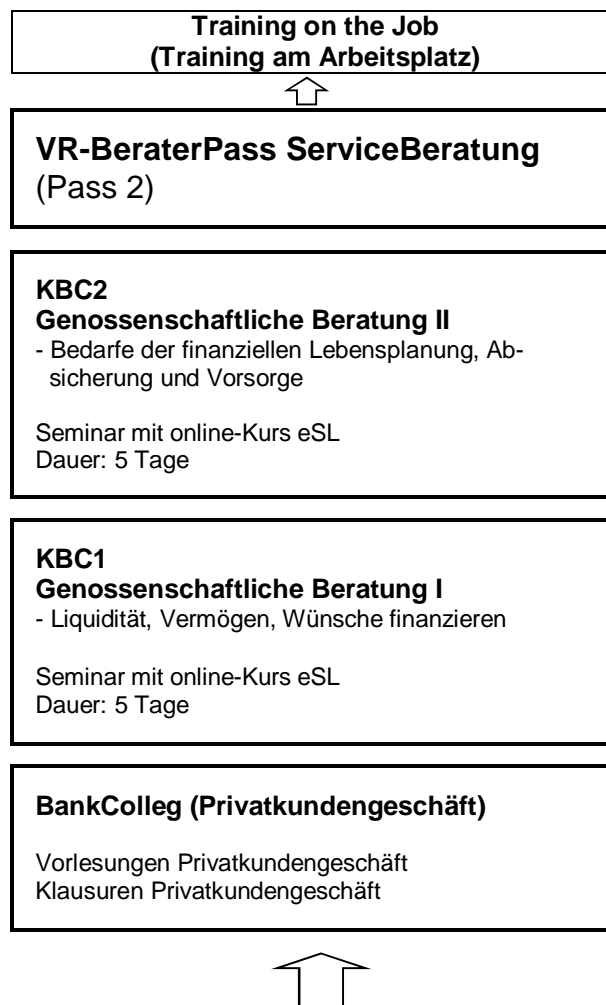 Training on the Job
(Training am Arbeitsplatz)
VR-BeraterPass ServiceBeratung
(Pass 2)
KBC2
Genossenschaftliche Beratung II
- Bedarfe der finanziellen Lebensplanung, Ab-
sicherung und Vorsorge
Seminar mit online-Kurs eSL
Dauer: 5 Tage
KBC1
Genossenschaftliche Beratung I
- Liquidität, Vermögen, Wünsche finanzieren
Seminar mit online-Kurs eSL
Dauer: 5 Tage
BankColleg (Privatkundengeschäft)
Vorlesungen Privatkundengeschäft
Klausuren Privatkundengeschäft